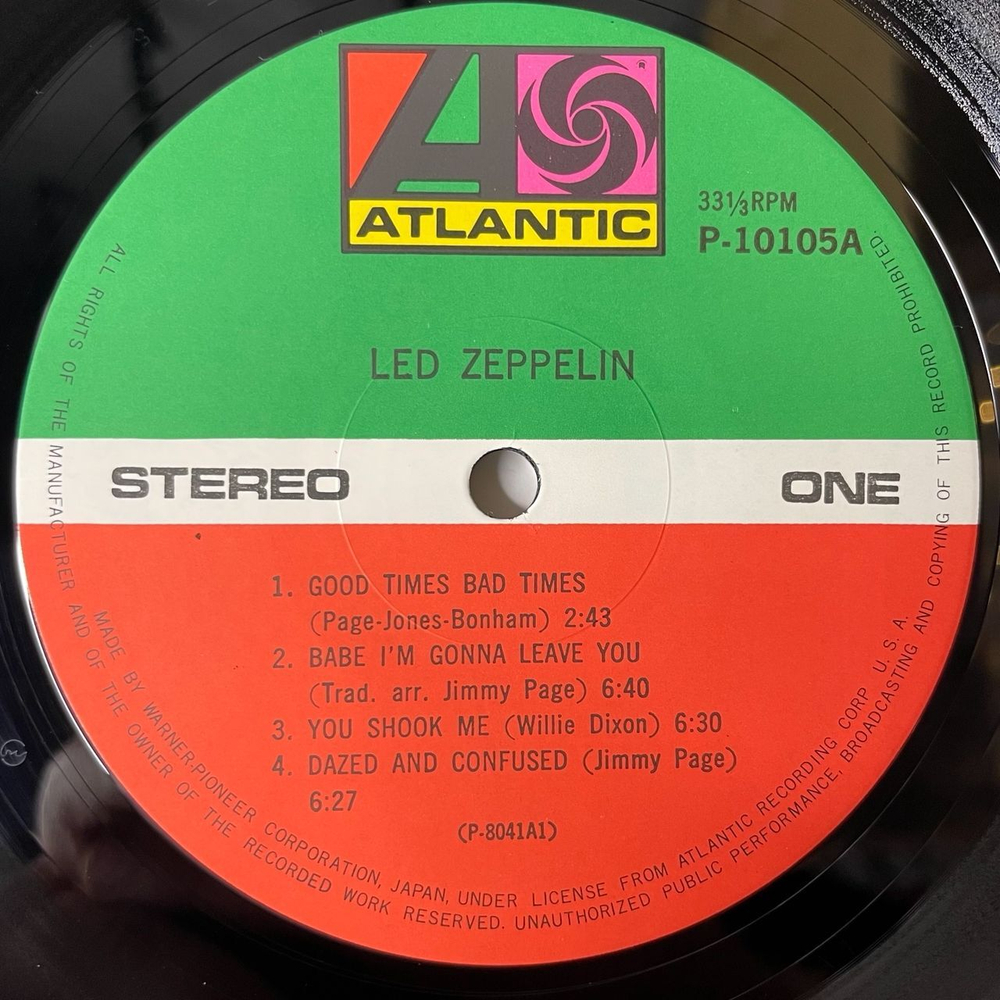 ATLANTIC
®
33⅓RPM
P-10105A
LED ZEPPELIN
STEREO
ONE
1. GOOD TIMES BAD TIMES
(Page-Jones-Bonham) 2:43
2. BABE I'M GONNA LEAVE YOU
(Trad. arr. Jimmy Page) 6:40
3. YOU SHOOK ME (Willie Dixon) 6:30
4. DAZED AND CONFUSED (Jimmy Page)
6:27
(P-8041A1)
MADE BY WARNER-PIONEER CORPORATION, JAPAN, UNDER LICENSE FROM ATLANTIC RECORDING CORP U. S. A.
ALL RIGHTS OF THE MANUFACTURER AND OF THE OWNER OF THE RECORDED WORK RESERVED. UNAUTHORIZED PUBLIC PERFORMANCE, BROADCASTING AND COPYING OF THIS RECORD PROHIBITED.